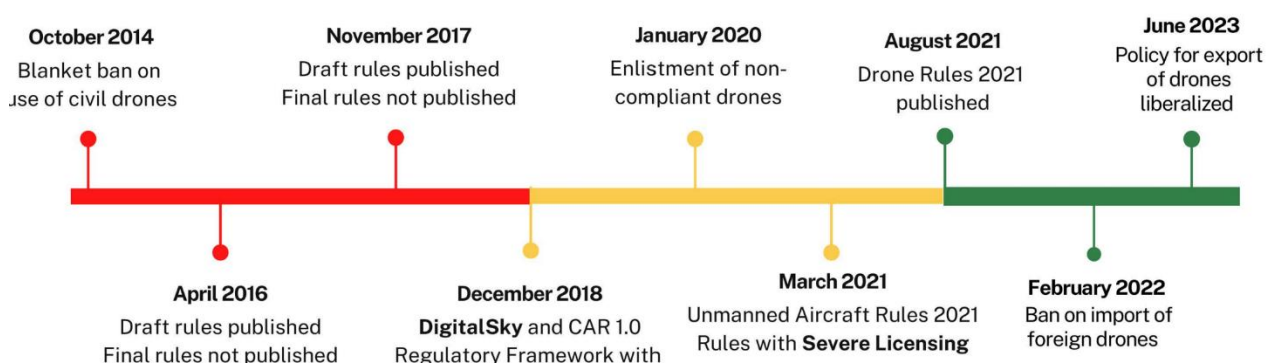 October 2014
Blanket ban on
use of civil drones
November 2017
Draft rules published
Final rules not published
January 2020
Enlistment of non-
compliant drones
August 2021
Drone Rules 2021
published
June 2023
Policy for export
of drones
liberalized
April 2016
Draft rules published
Final rules not published
December 2018
DigitalSky and CAR 1.0
Regulatory Framework with
March 2021
Unmanned Aircraft Rules 2021
Rules with Severe Licensing
February 2022
Ban on import of
foreign drones